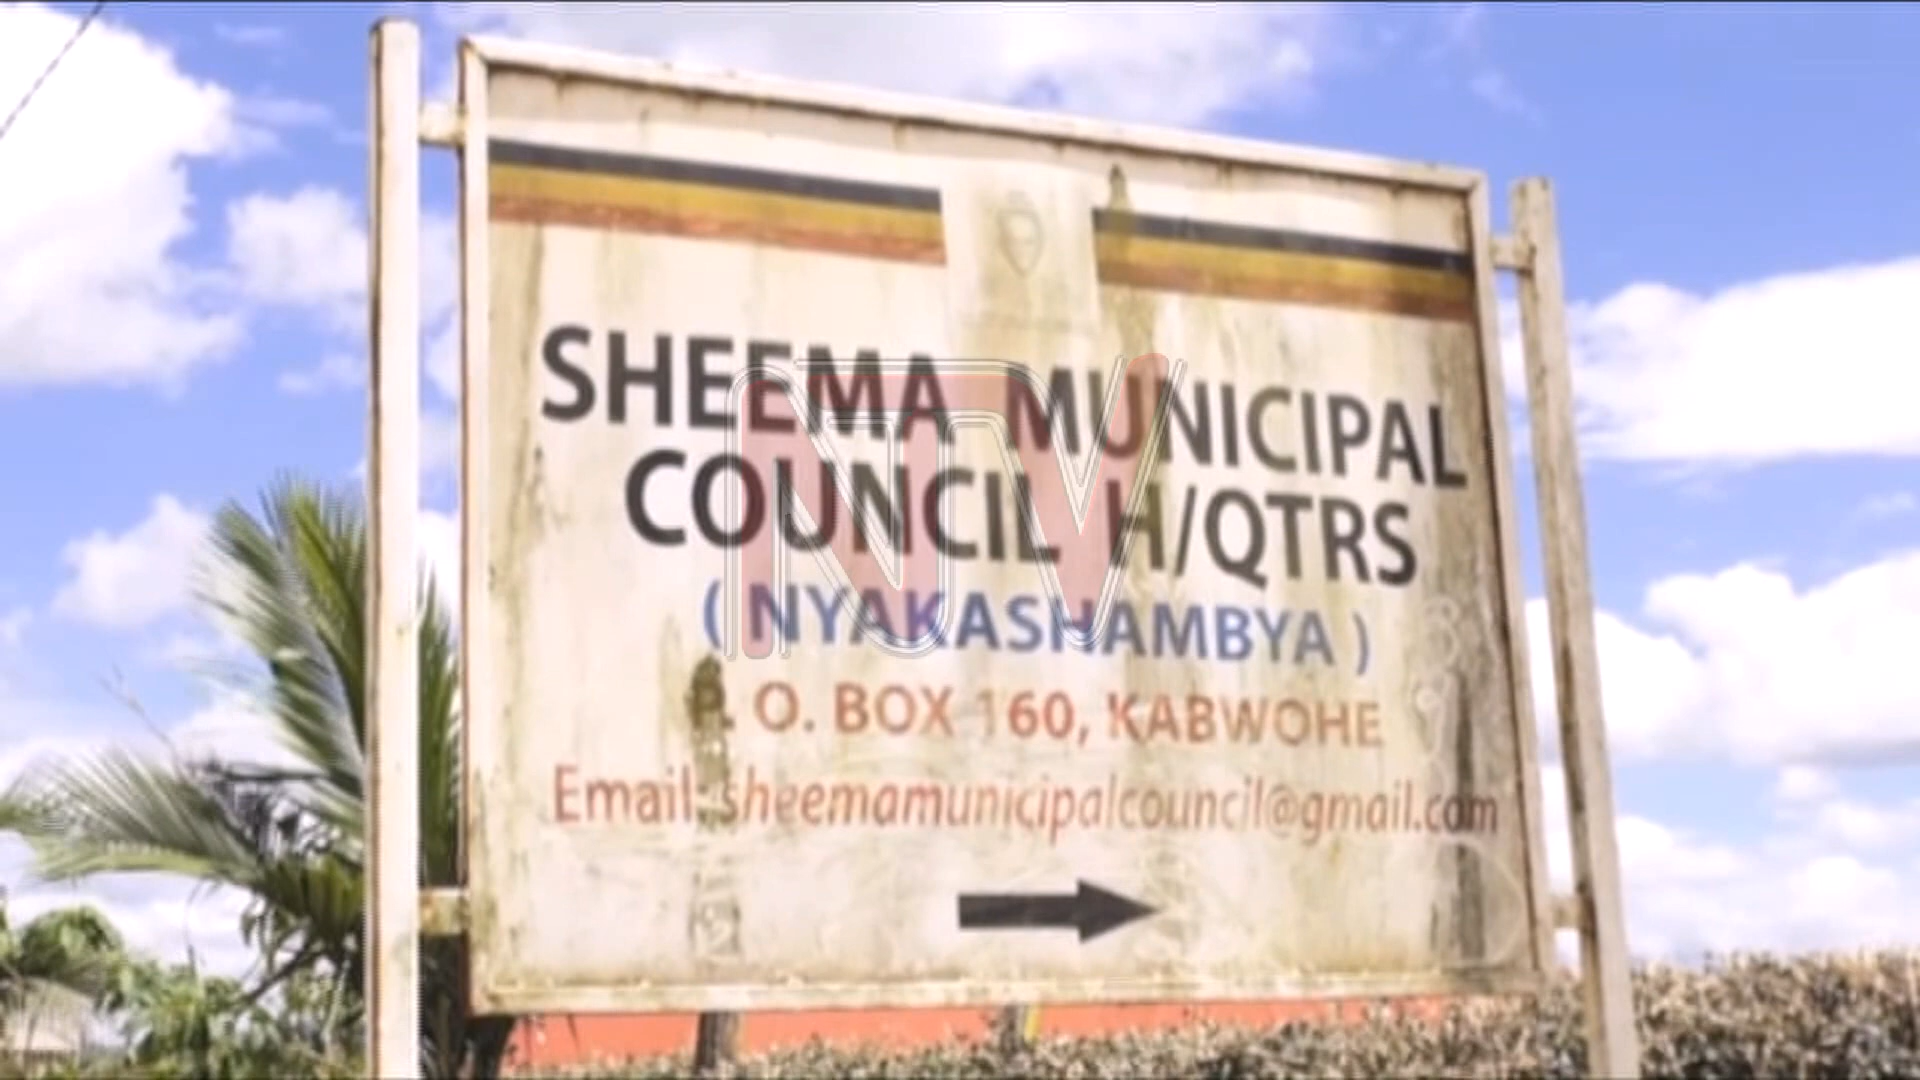 SHEEMA MUNICIPAL
COUNCIL H/QTRS
( NYAKASHAMBYA )
P. O. BOX 160, KABWOHE
Email: sheemamunicipalcouncil@gmail.com
NTV